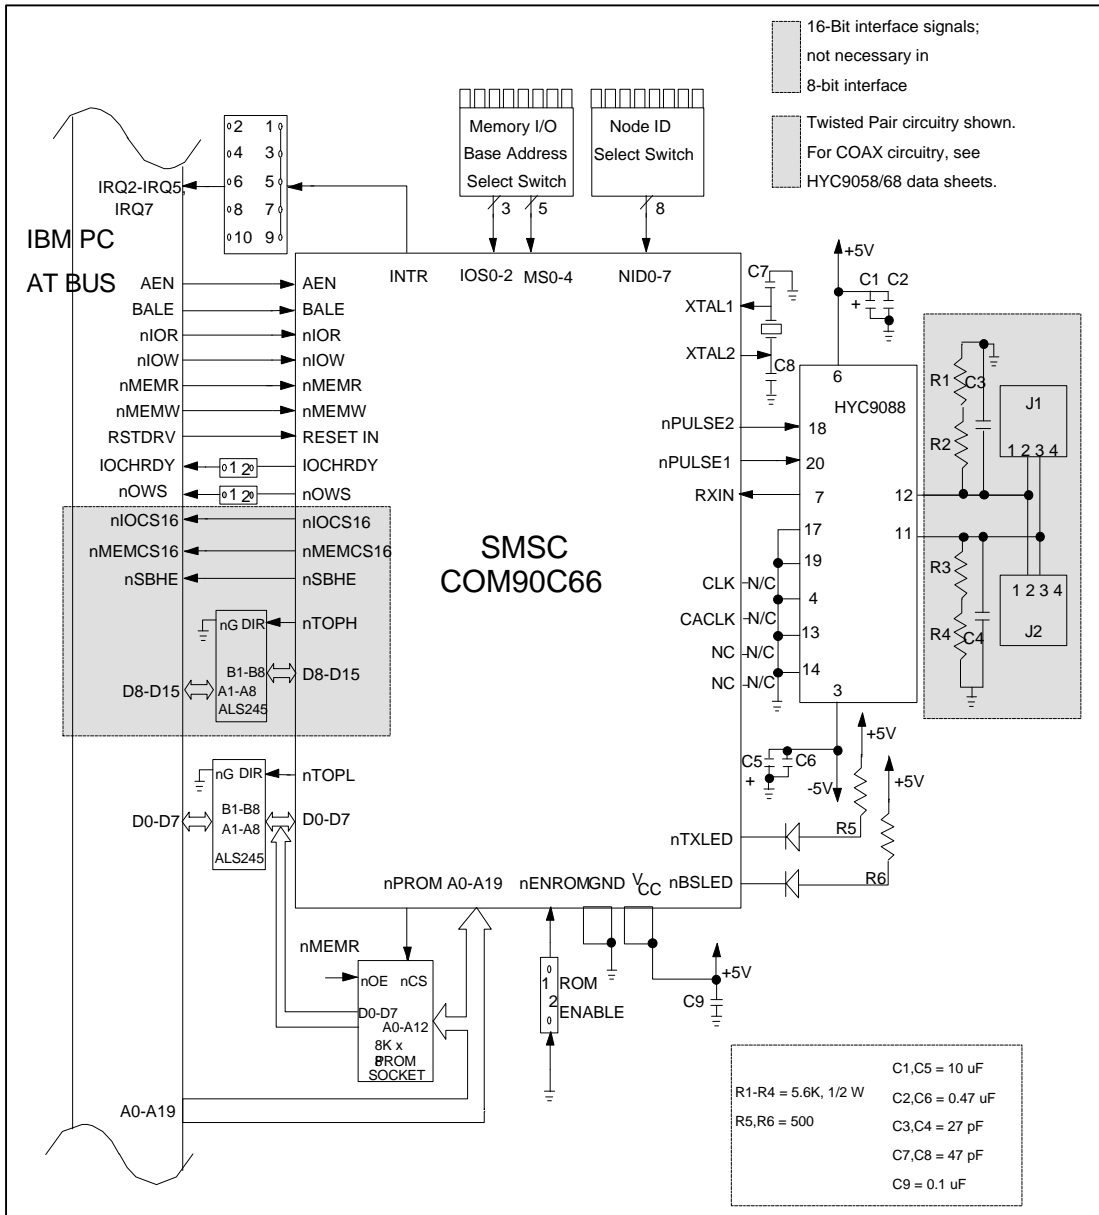 16-Bit interface signals;
not necessary in
8-bit interface
Twisted Pair circuitry shown.
For COAX circuitry, see
HYC9058/68 data sheets.
Memory I/O
Base Address
Select Switch
Node ID
Select Switch
3
5
8
2 1
4 3
6 5
8 7
10 9
IRQ2-IRQ5,
IRQ7
IBM PC
AT BUS
INTR
IOS0-2
MS0-4
NID0-7
AEN
AEN
BALE
BALE
nIOR
nIOR
nIOW
nIOW
nMEMR
nMEMR
nMEMW
nMEMW
RSTDRV
RESET IN
IOCHRDY
1 2
IOCHRDY
nOWS
1 2
nOWS
nIOCS16
nIOCS16
nMEMCS16
nMEMCS16
nSBHE
nSBHE
nG DIR
nTOPH
B1-B8
A1-A8
ALS245
D8-D15
D8-D15
nG DIR
nTOPL
B1-B8
A1-A8
ALS245
D0-D7
D0-D7
SMSC
COM90C66
XTAL1
XTAL2
C7
C8
nPULSE2
nPULSE1
RXIN
CLK
N/C
CACLK
N/C
NC
N/C
NC
N/C
+5V
C1
C2
+
6
HYC9088
18
20
7
17
19
4
13
14
3
12
11
R1
C3
R2
J1
1 2 3 4
R3
R4
C4
1 2 3 4
J2
C5
C6
+
-5V
+5V
+5V
R5
R6
nTXLED
nBSLED
nPROM
A0-A19
nENROM
GND
VCC
nMEMR
nOE
nCS
D0-D7
A0-A12
8K x
8
PROM
SOCKET
1
2
ROM
ENABLE
+5V
C9
A0-A19
R1-R4 = 5.6K, 1/2 W
R5,R6 = 500
C1,C5 = 10 uF
C2,C6 = 0.47 uF
C3,C4 = 27 pF
C7,C8 = 47 pF
C9 = 0.1 uF